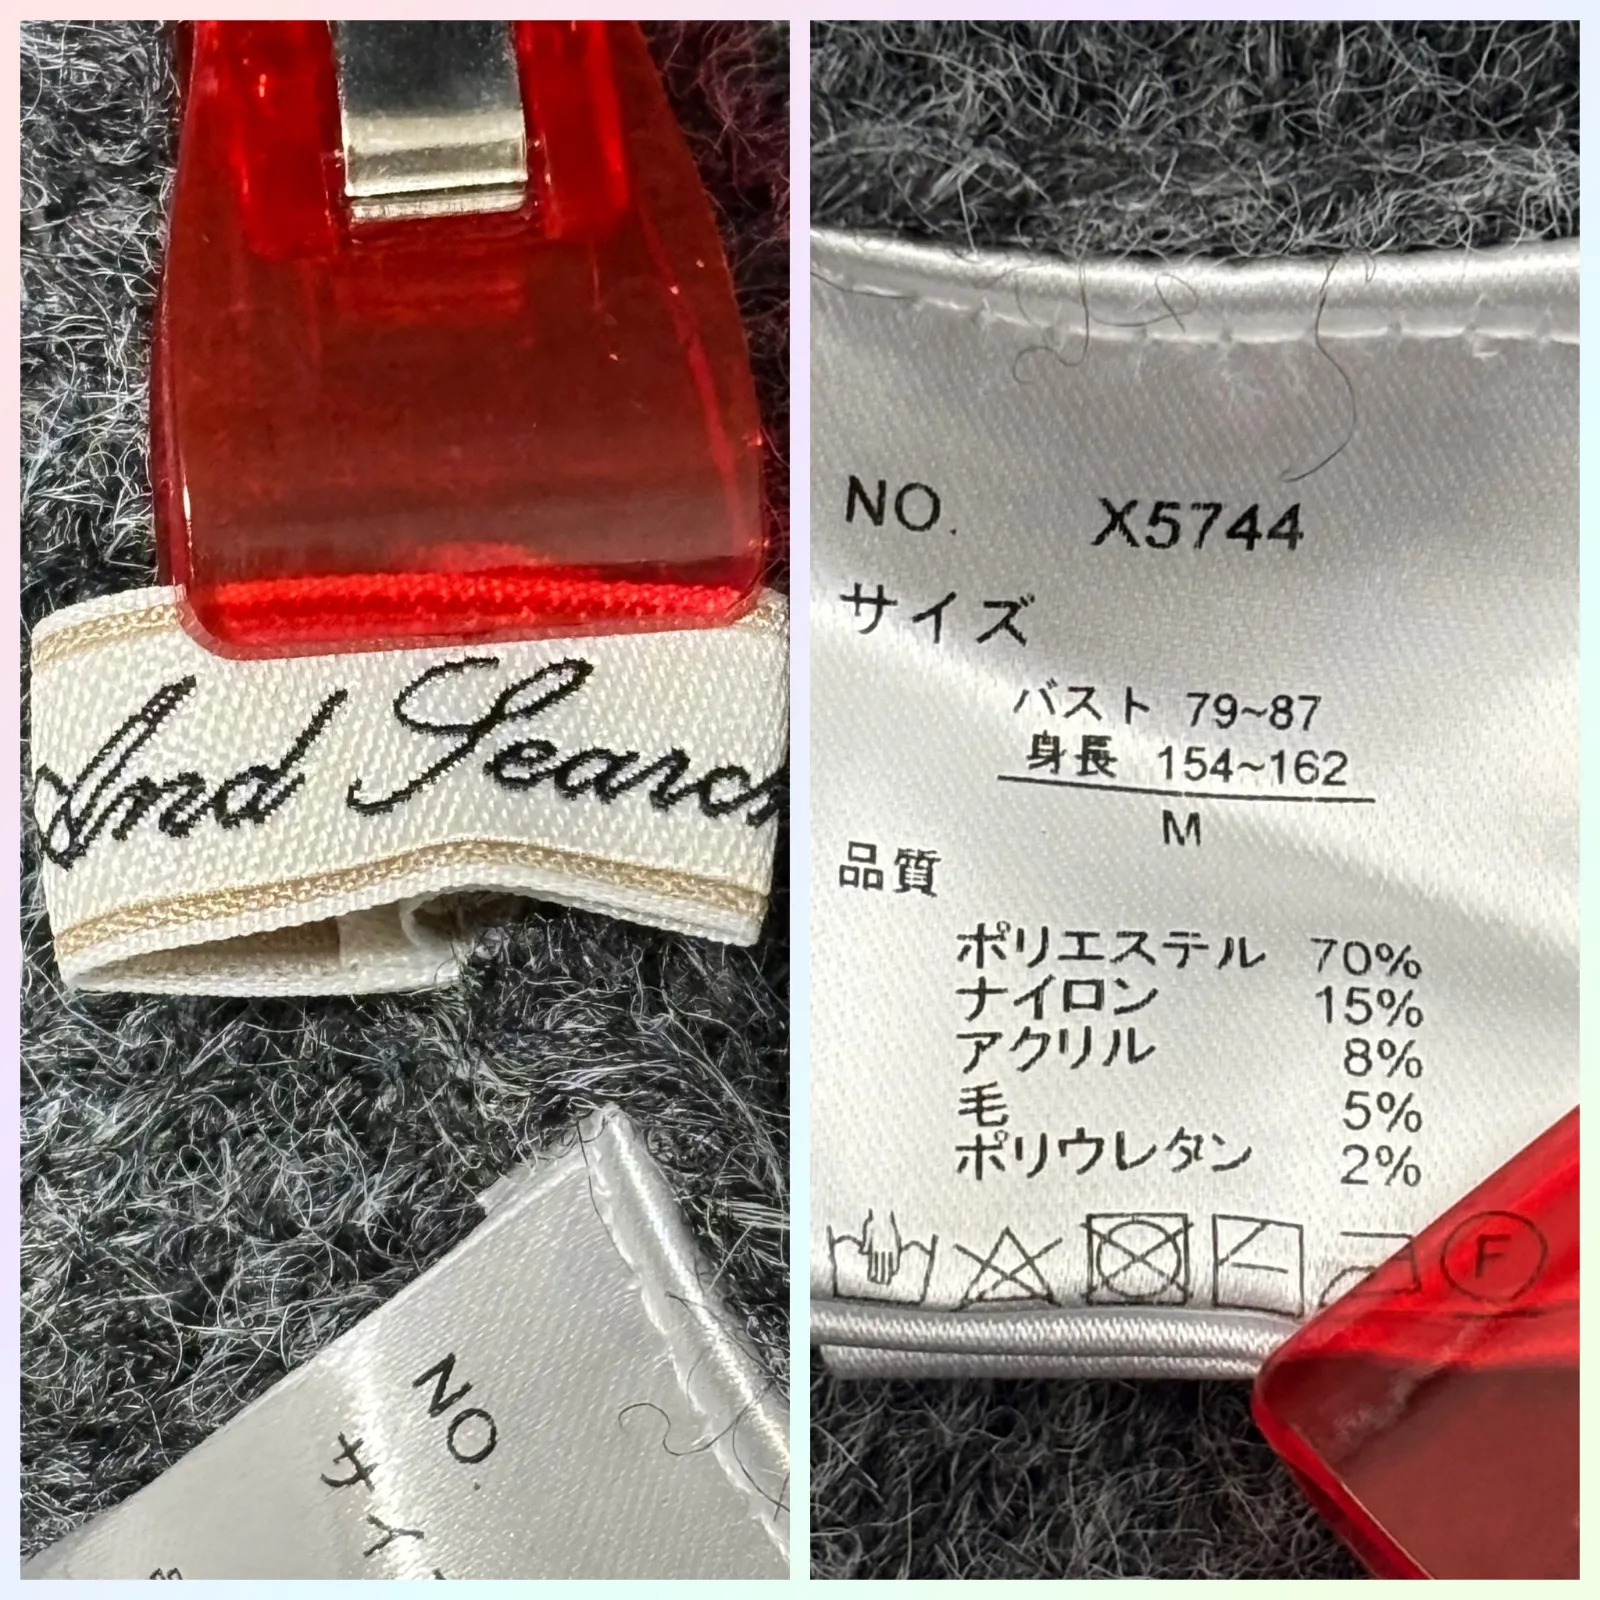 And Search
NO.
サイ
NO. X5744
サイズ
バスト 79~87
身長 154~162
M
品質
ポリエステル 70%
ナイロン 15%
アクリル 8%
毛 5%
ポリウレタン 2%
F